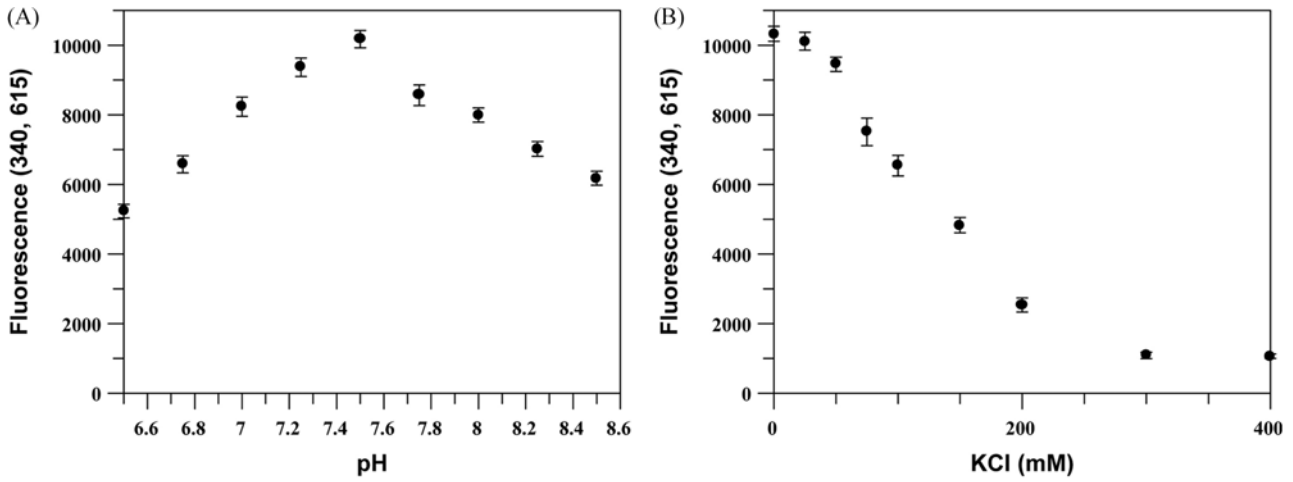 (A)
Fluorescence (340, 615)
10000
8000
6000
4000
2000
0
6.6 6.8 7 7.2 7.4 7.6 7.8 8 8.2 8.4 8.6
pH
(B)
Fluorescence (340, 615)
10000
8000
6000
4000
2000
0
0 200 400
KCl (mM)